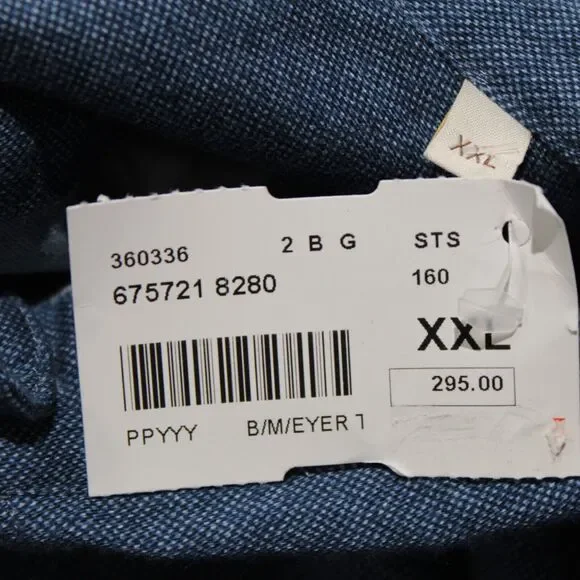 XXL
360336 2 B G STS
675721 8280 160
XXL
295.00
PPYYY B/M/EYER T